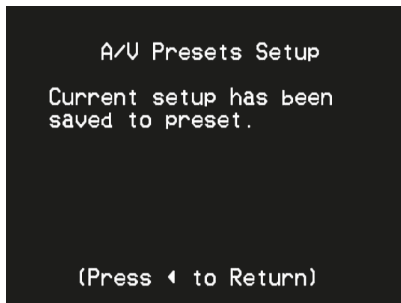 A/V Presets Setup
Current setup has been
saved to preset.
(Press ◀ to Return)